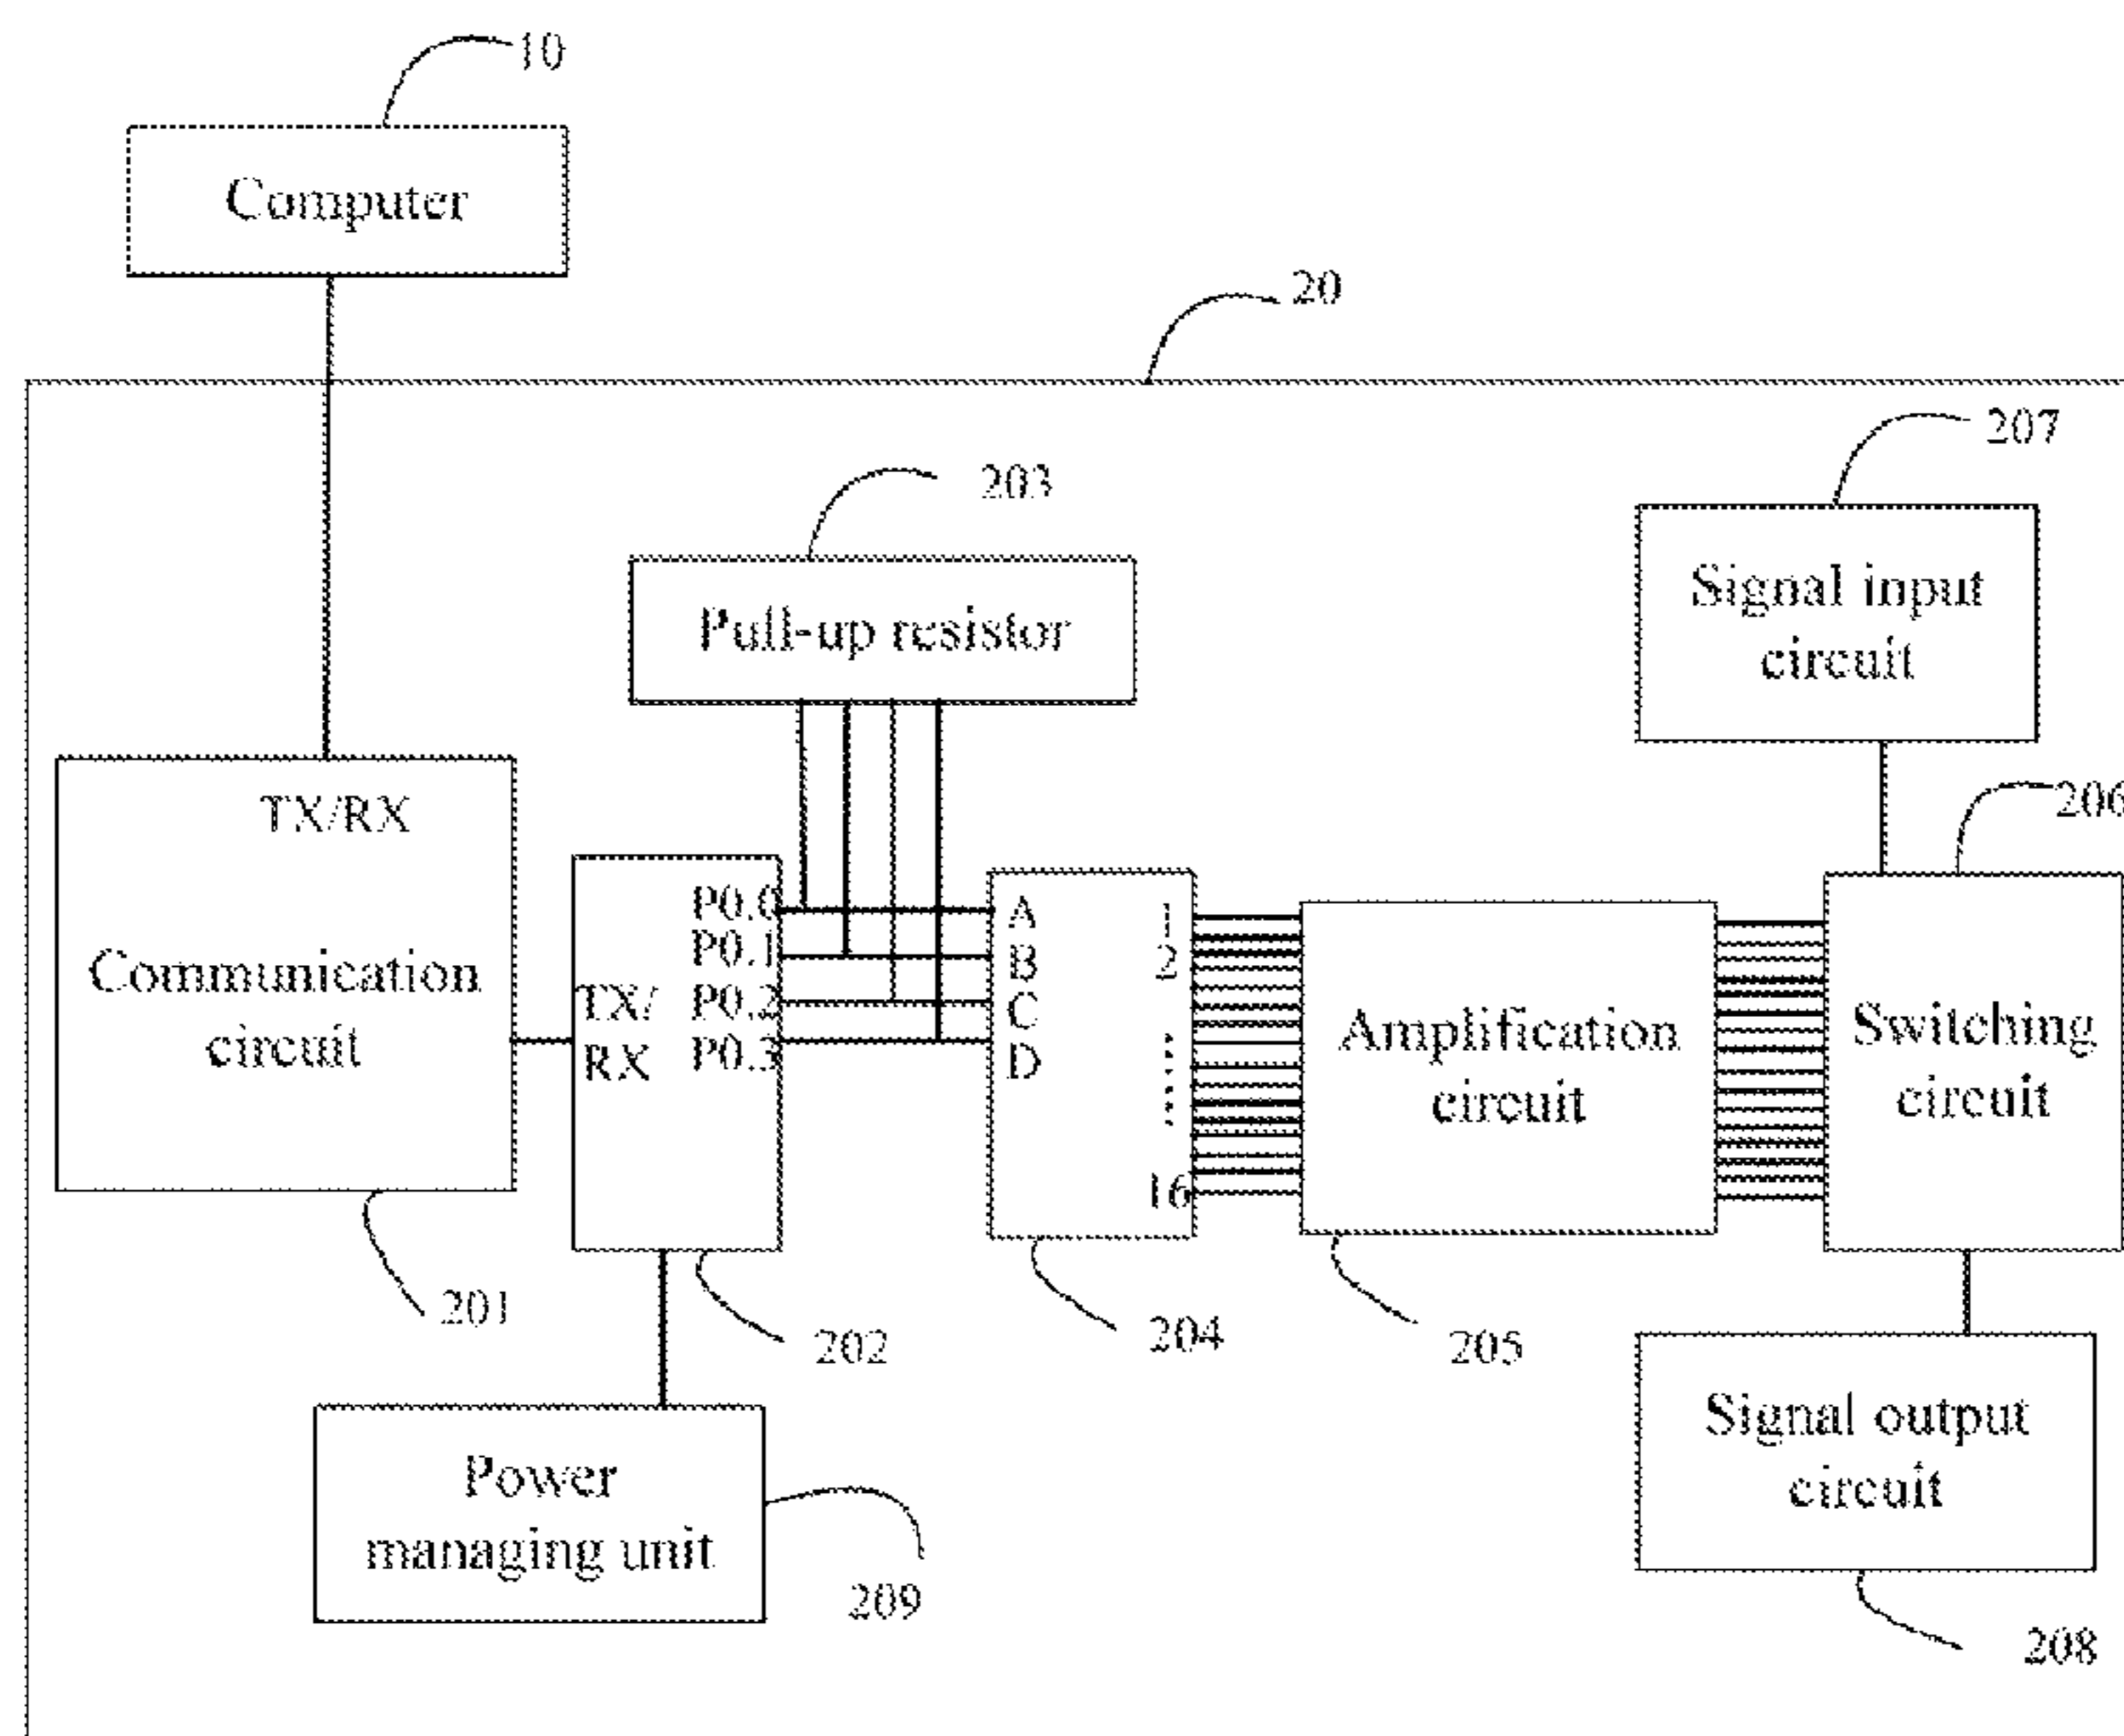 10
Computer
20
207
203
Signal input
circuit
Pull-up resistor
206
TX/RX
P0.0
A
1
P0.1
B
2
Communication
circuit
TX/
RX
P0.2
C
P0.3
D
Amplification
circuit
Switching
circuit
16
201
202
204
205
Power
managing unit
Signal output
circuit
209
208